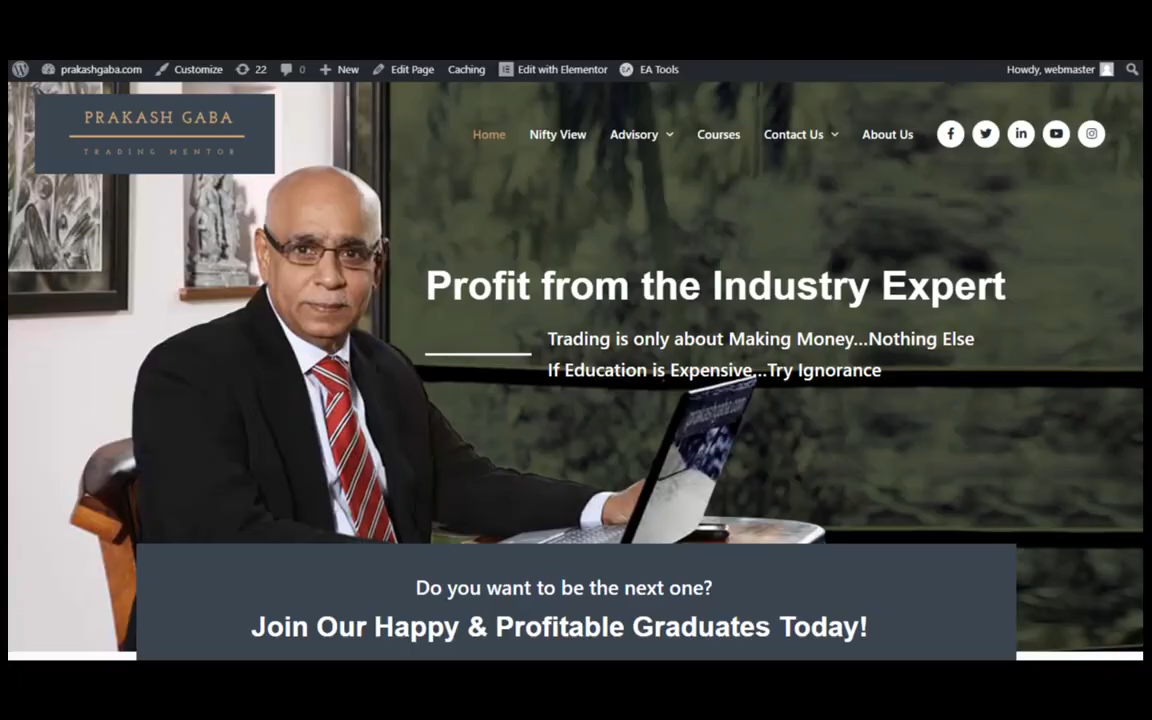 prakashgaba.com Customize 22 0 New Edit Page Caching Edit with Elementor EA Tools Howdy, webmaster
PRAKASH GABA
TRADING MENTOR
Home Nifty View Advisory Courses Contact Us About Us
Profit from the Industry Expert
Trading is only about Making Money...Nothing Else
If Education is Expensive...Try Ignorance
Do you want to be the next one?
Join Our Happy & Profitable Graduates Today!